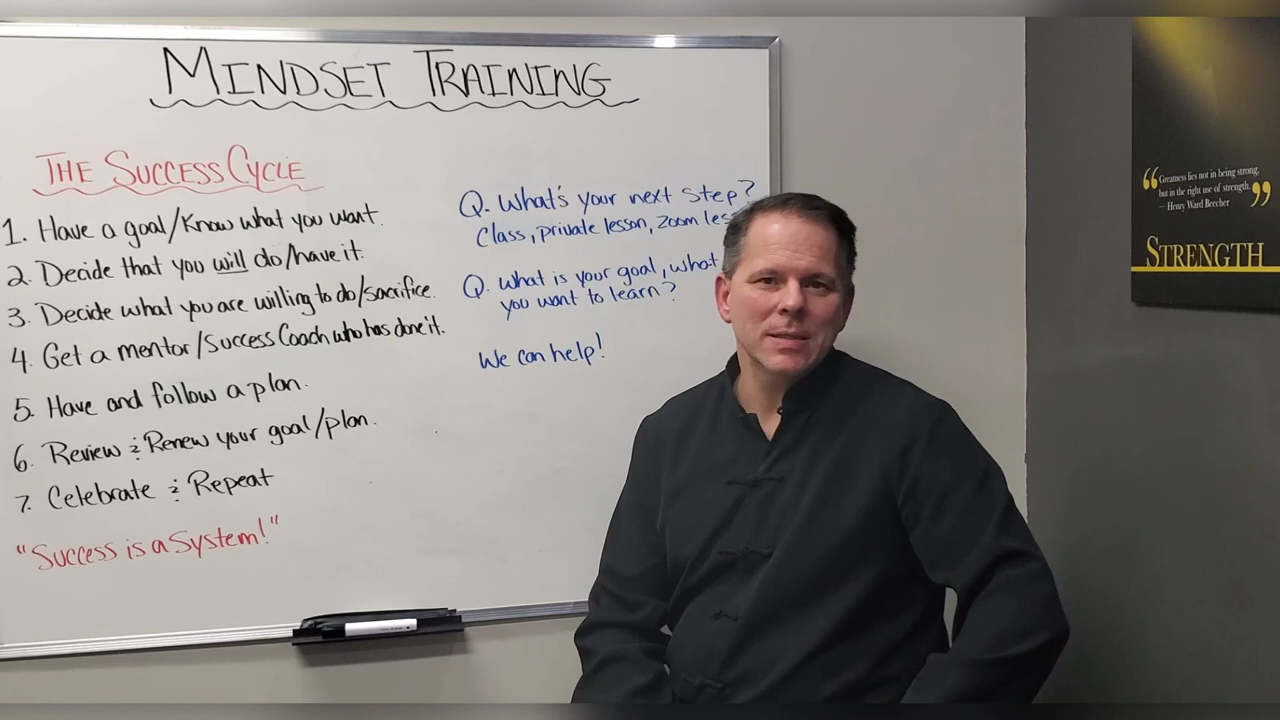 MINDSET TRAINING
THE SUCCESS CYCLE
1. Have a goal/Know what you want.
2. Decide that you will do/have it.
3. Decide what you are willing to do/sacrifice.
4. Get a mentor/Success Coach who has done it.
5. Have and follow a plan.
6. Review & Renew your goal/plan.
7. Celebrate & Repeat
"Success is a System!"
Q. What's your next step?
Class, private lesson, zoom
Q. What is your goal, what
you want to learn?
We can help!
“Greatness lies not in being strong,
but in the right use of strength.”
— Henry Ward Beecher
STRENGTH